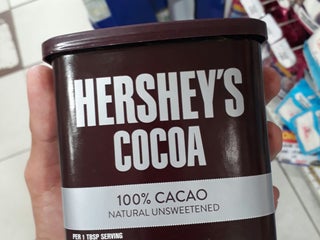 HERSHEY'S
COCOA
100% CACAO
NATURAL UNSWEETENED
PER 1 TBSP SERVING